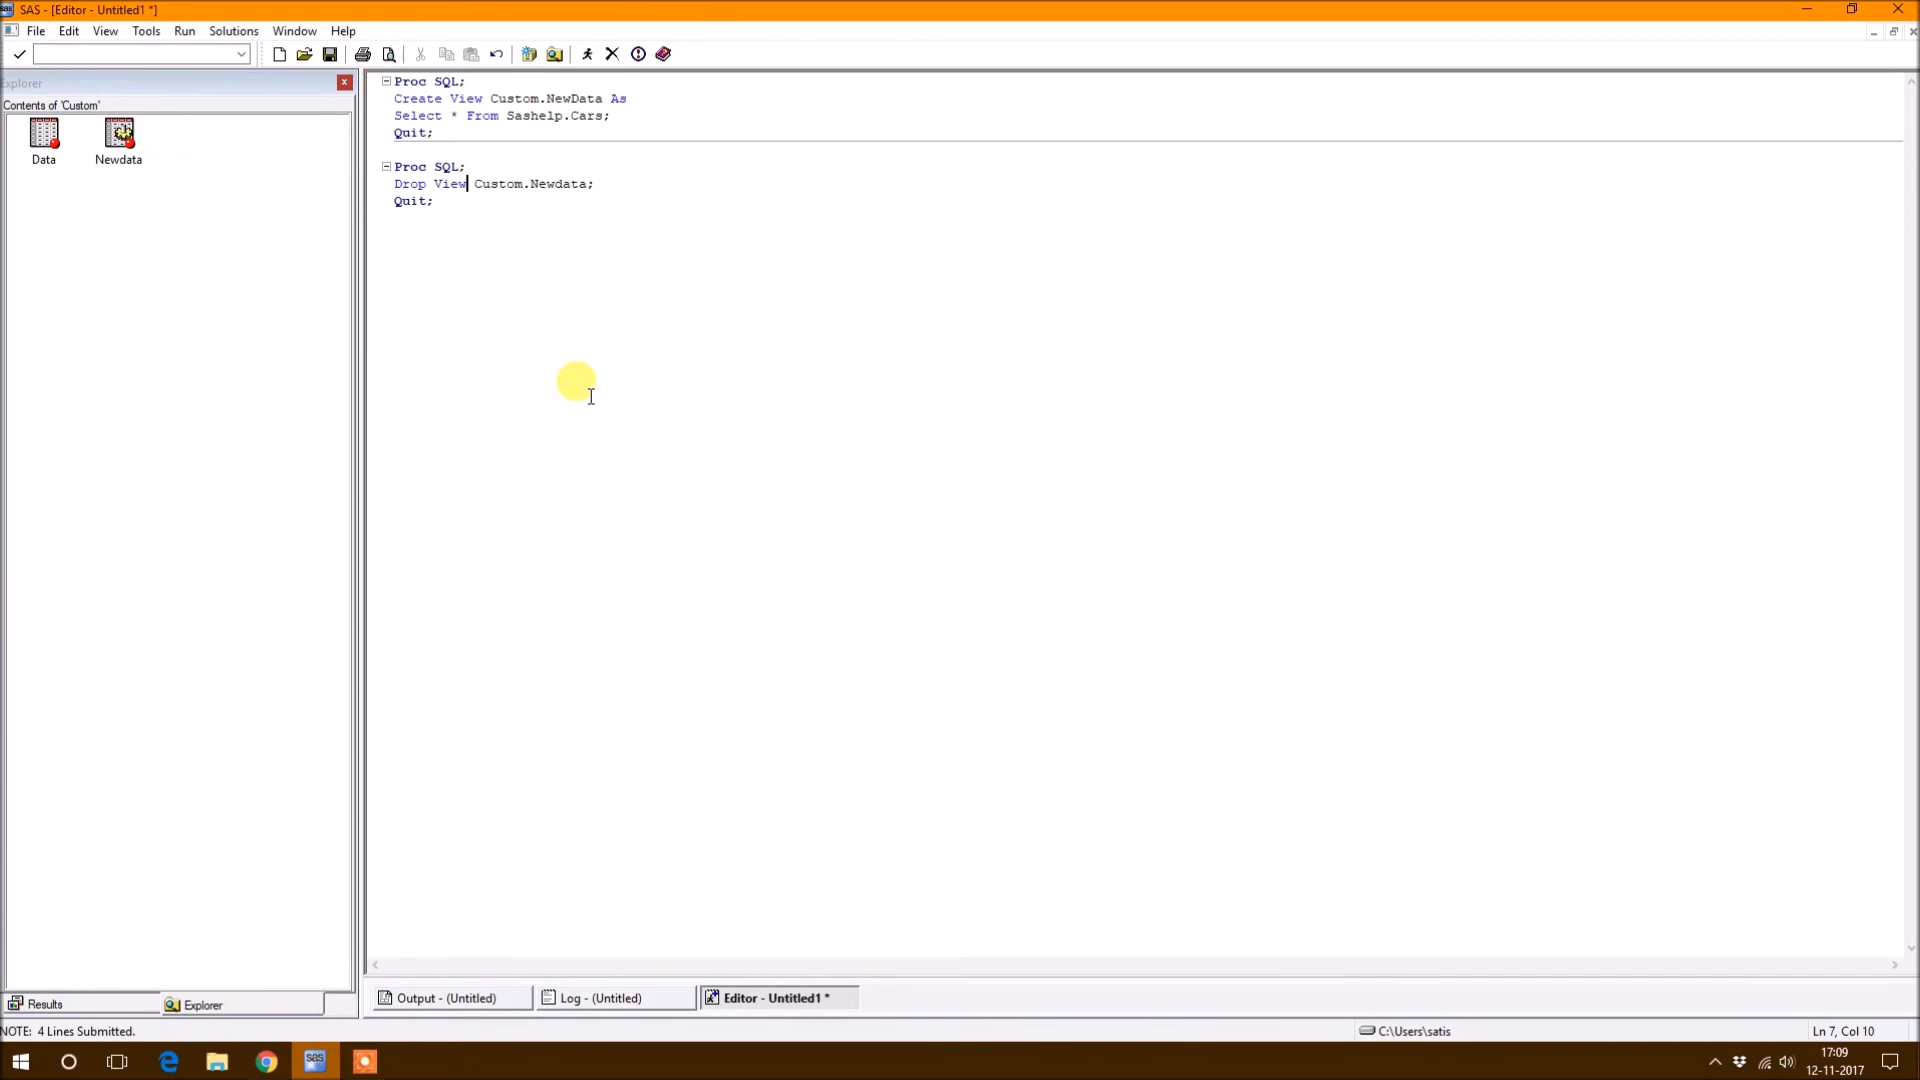 SAS - [Editor - Untitled1 *]
File Edit View Tools Run Solutions Window Help
Explorer
Contents of 'Custom'
Data Newdata
Proc SQL;
Create View Custom.NewData As
Select * From Sashelp.Cars;
Quit;
Proc SQL;
Drop View Custom.Newdata;
Quit;
Results Explorer
Output - (Untitled) Log - (Untitled) Editor - Untitled1 *
NOTE: 4 Lines Submitted. C:\Users\satis Ln 7, Col 10
sas
17:09
12-11-2017